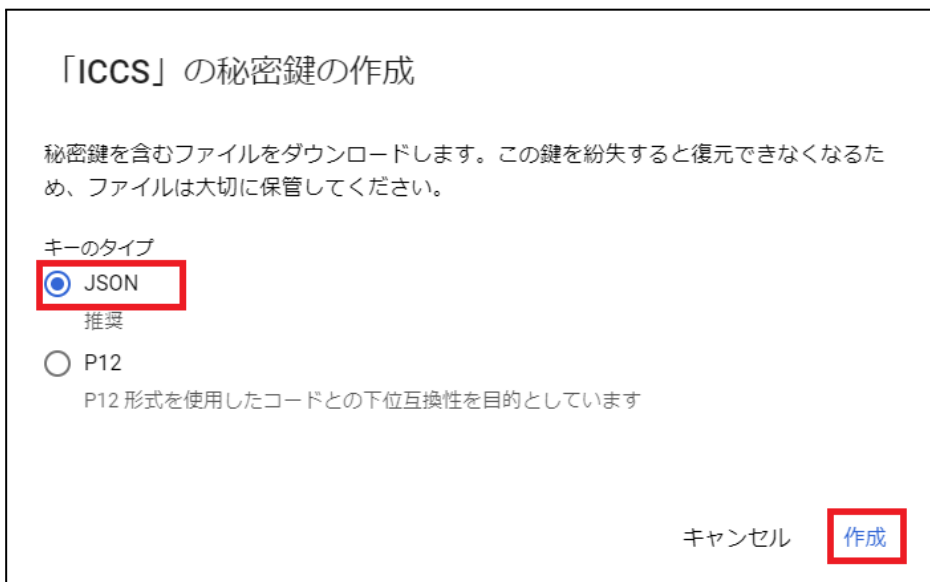 「ICCS」の秘密鍵の作成
秘密鍵を含むファイルをダウンロードします。この鍵を紛失すると復元できなくなるた
め、ファイルは大切に保管してください。
キーのタイプ
JSON
推奨
P12
P12 形式を使用したコードとの下位互換性を目的としています
キャンセル 作成